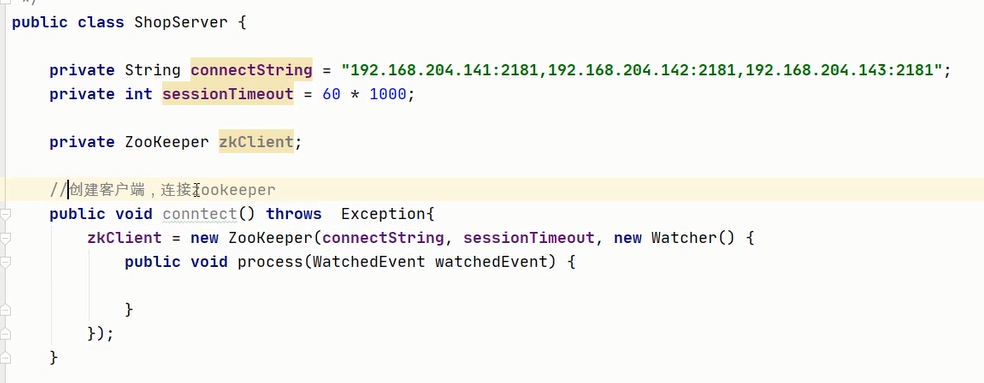 */
public class ShopServer {
private String connectString = "192.168.204.141:2181,192.168.204.142:2181,192.168.204.143:2181";
private int sessionTimeout = 60 * 1000;
private ZooKeeper zkClient;
//创建客户端，连接Zookeeper
public void conntect() throws  Exception{
zkClient = new ZooKeeper(connectString, sessionTimeout, new Watcher() {
public void process(WatchedEvent watchedEvent) {
}
});
}